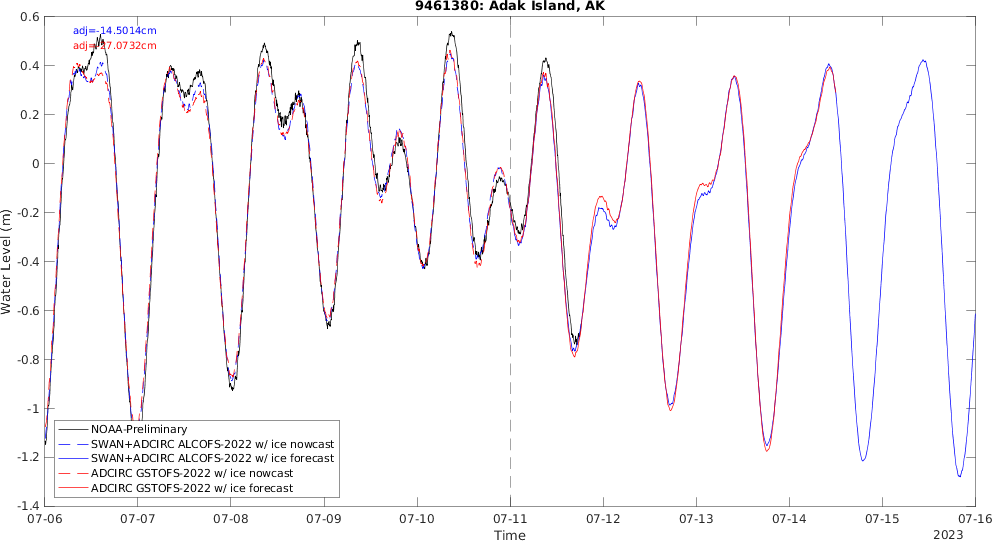 9461380: Adak Island, AK
adj=-14.5014cm
adj=-27.0732cm
Water Level (m)
0.6
0.4
0.2
0
-0.2
-0.4
-0.6
-0.8
-1
-1.2
-1.4
NOAA-Preliminary
SWAN+ADCIRC ALCOFS-2022 w/ ice nowcast
SWAN+ADCIRC ALCOFS-2022 w/ ice forecast
ADCIRC GSTOFS-2022 w/ ice nowcast
ADCIRC GSTOFS-2022 w/ ice forecast
07-06 07-07 07-08 07-09 07-10 07-11 07-12 07-13 07-14 07-15 07-16
Time
2023